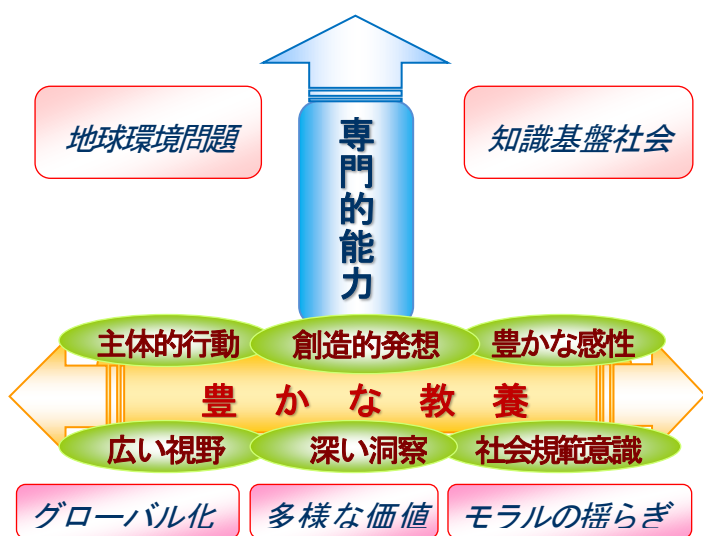 地球環境問題
知識基盤社会
専門的能力
主体的行動
創造的発想
豊かな感性
豊かな教養
広い視野
深い洞察
社会規範意識
グローバル化
多様な価値
モラルの揺らぎ